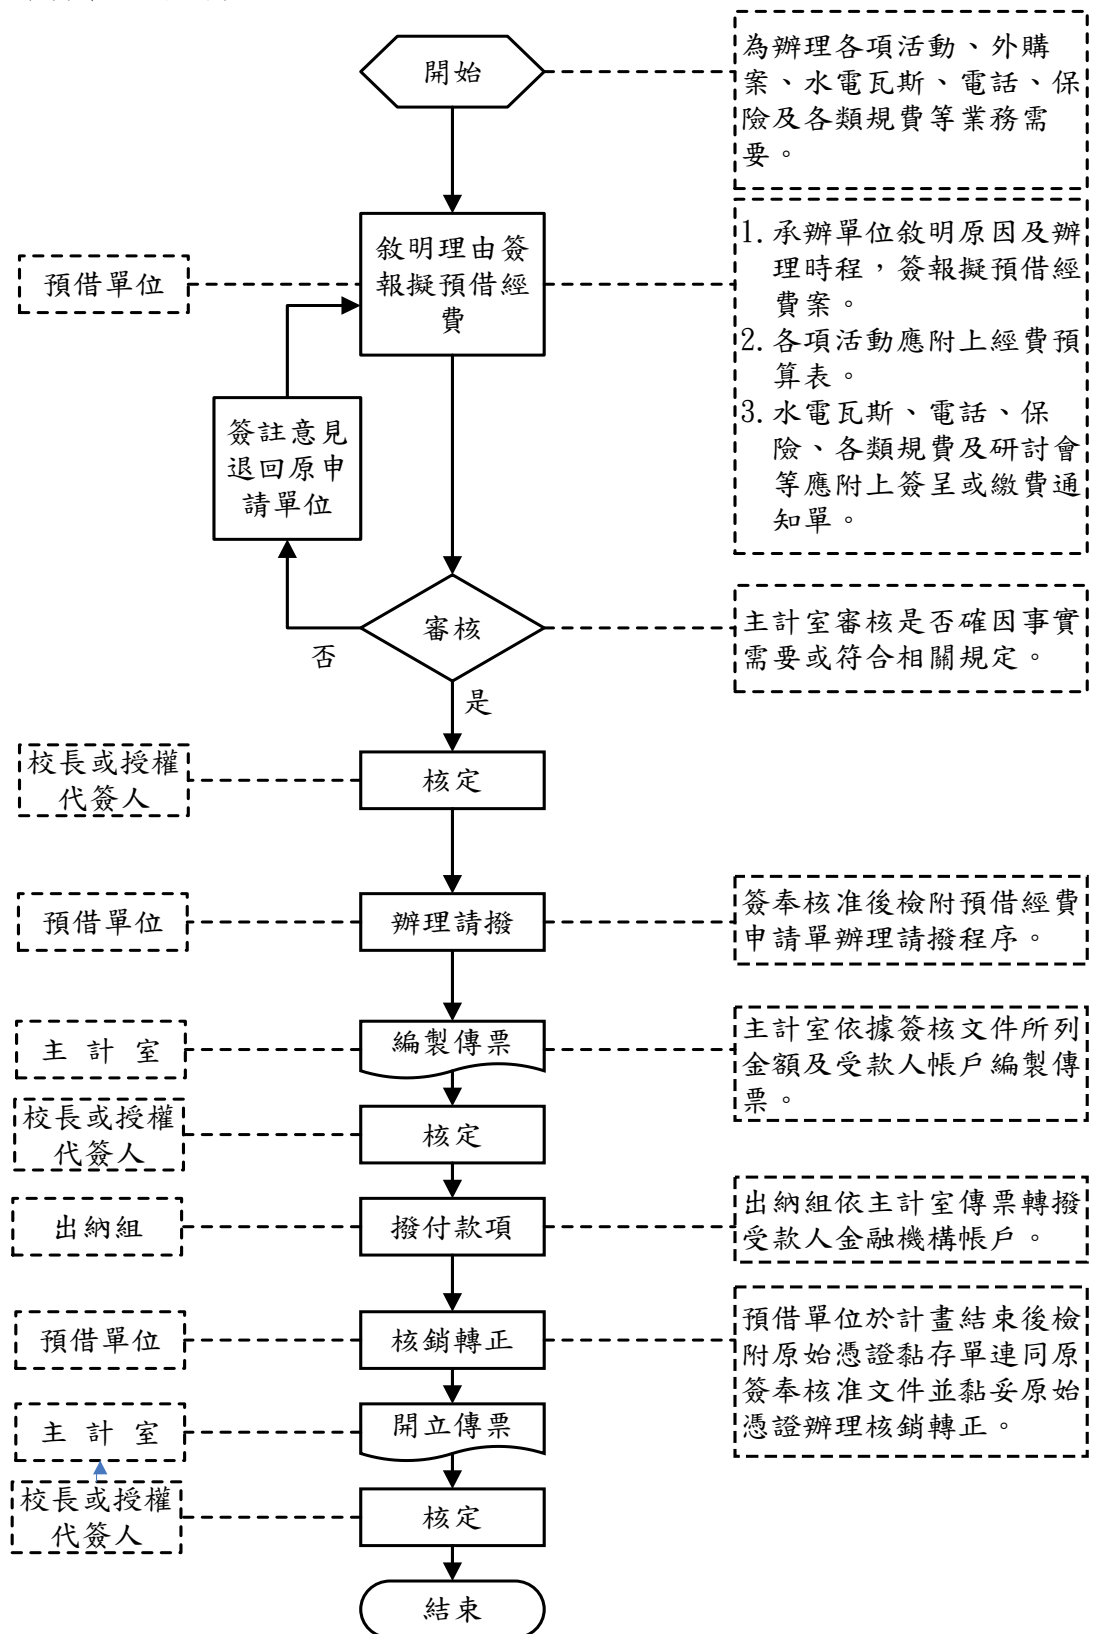 開始
為辦理各項活動、外購
案、水電瓦斯、電話、保
險及各類規費等業務需
要。
預借單位
敘明理由簽
報擬預借經
費
1. 承辦單位敘明原因及辦
理時程，簽報擬預借經
費案。
2. 各項活動應附上經費預
算表。
3. 水電瓦斯、電話、保
險、各類規費及研討會
等應附上簽呈或繳費通
知單。
簽註意見
退回原申
請單位
審核
否
是
主計室審核是否確因事實
需要或符合相關規定。
校長或授權
代簽人
核定
預借單位
辦理請撥
簽奉核准後檢附預借經費
申請單辦理請撥程序。
主 計 室
編製傳票
主計室依據簽核文件所列
金額及受款人帳戶編製傳
票。
校長或授權
代簽人
核定
出納組
撥付款項
出納組依主計室傳票轉撥
受款人金融機構帳戶。
預借單位
核銷轉正
預借單位於計畫結束後檢
附原始憑證黏存單連同原
簽奉核准文件並黏妥原始
憑證辦理核銷轉正。
主 計 室
開立傳票
校長或授權
代簽人
核定
結束